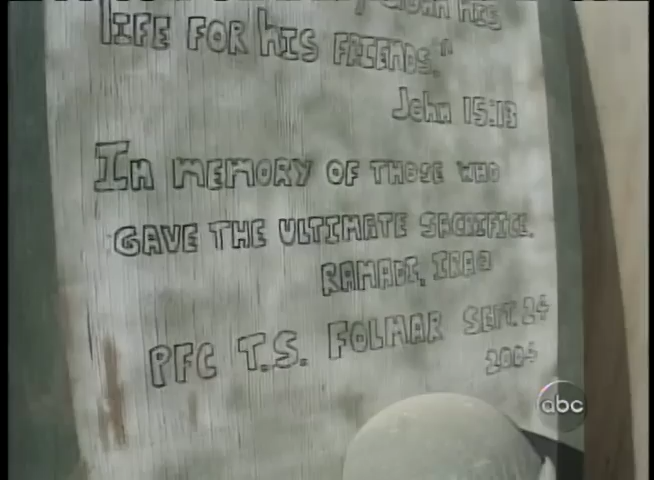 HIS
LIFE FOR HIS FRIENDS."
John 15:13
IN MEMORY OF THOSE WHO
GAVE THE ULTIMATE SACRIFICE.
RAMADI, IRAQ
PFC T.S. FOLMAR SEPT. 24
abc